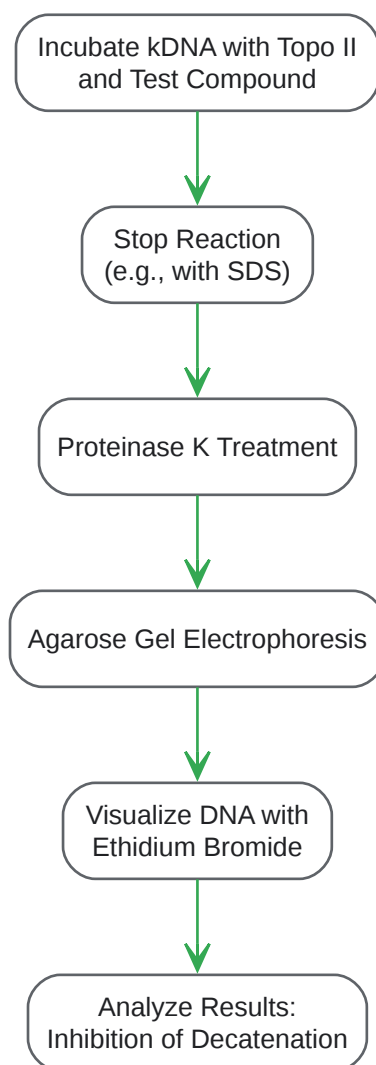 Incubate kDNA with Topo II
and Test Compound
Stop Reaction
(e.g., with SDS)
Proteinase K Treatment
Agarose Gel Electrophoresis
Visualize DNA with
Ethidium Bromide
Analyze Results:
Inhibition of Decatenation